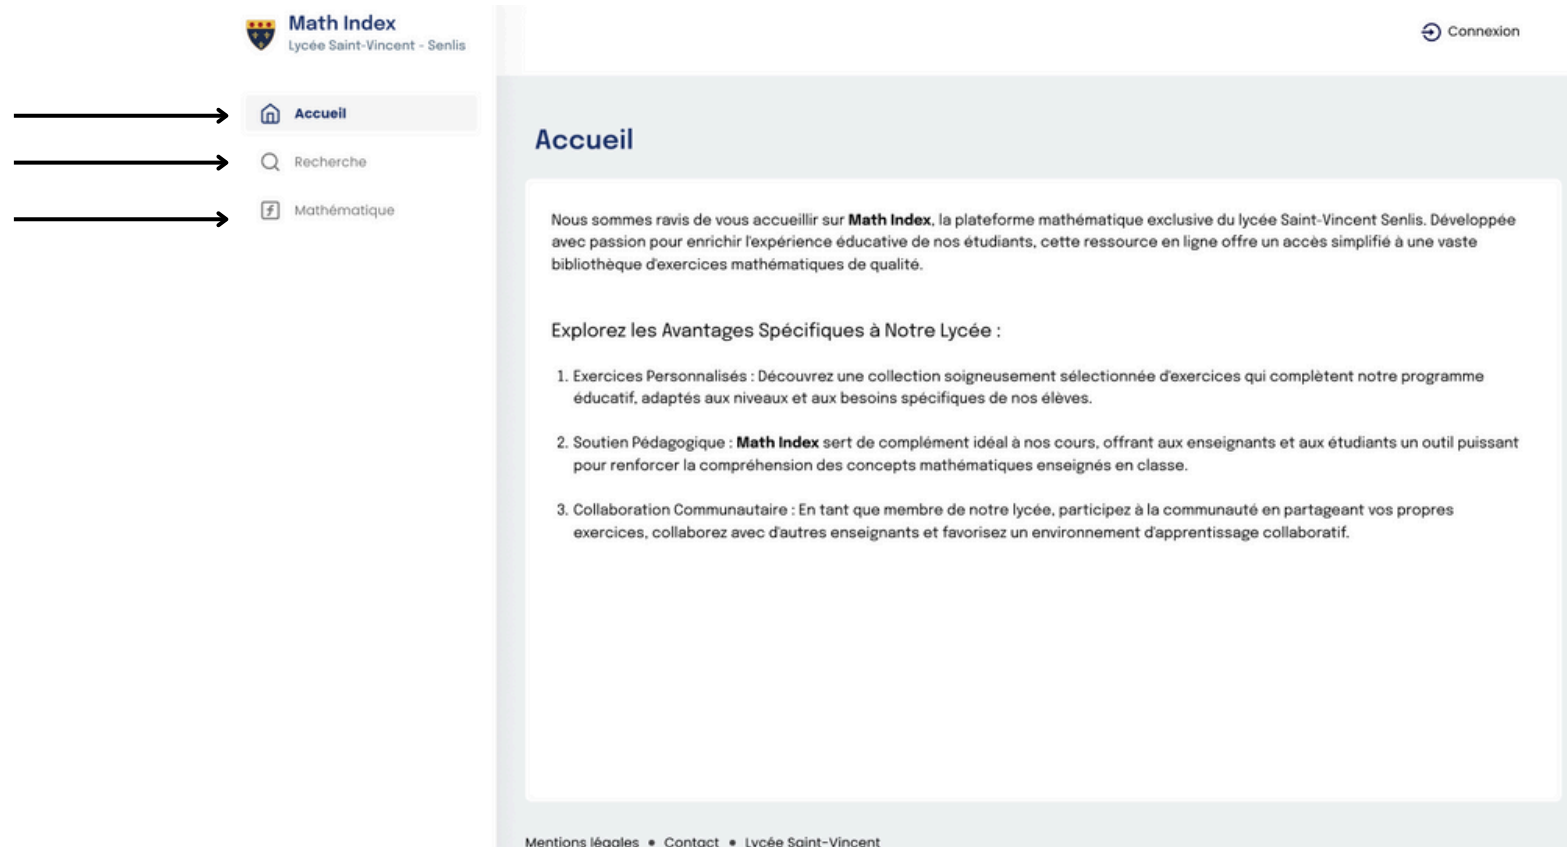 Math Index
Lycée Saint-Vincent - Senlis
Connexion
Accueil
Recherche
Mathématique
Accueil
Nous sommes ravis de vous accueillir sur Math Index, la plateforme mathématique exclusive du lycée Saint-Vincent Senlis. Développée
avec passion pour enrichir l'expérience éducative de nos étudiants, cette ressource en ligne offre un accès simplifié à une vaste
bibliothèque d'exercices mathématiques de qualité.
Explorez les Avantages Spécifiques à Notre Lycée :
1. Exercices Personnalisés : Découvrez une collection soigneusement sélectionnée d'exercices qui complètent notre programme
éducatif, adaptés aux niveaux et aux besoins spécifiques de nos élèves.
2. Soutien Pédagogique : Math Index sert de complément idéal à nos cours, offrant aux enseignants et aux étudiants un outil puissant
pour renforcer la compréhension des concepts mathématiques enseignés en classe.
3. Collaboration Communautaire : En tant que membre de notre lycée, participez à la communauté en partageant vos propres
exercices, collaborez avec d'autres enseignants et favorisez un environnement d'apprentissage collaboratif.
Mentions légales • Contact • Lycée Saint-Vincent